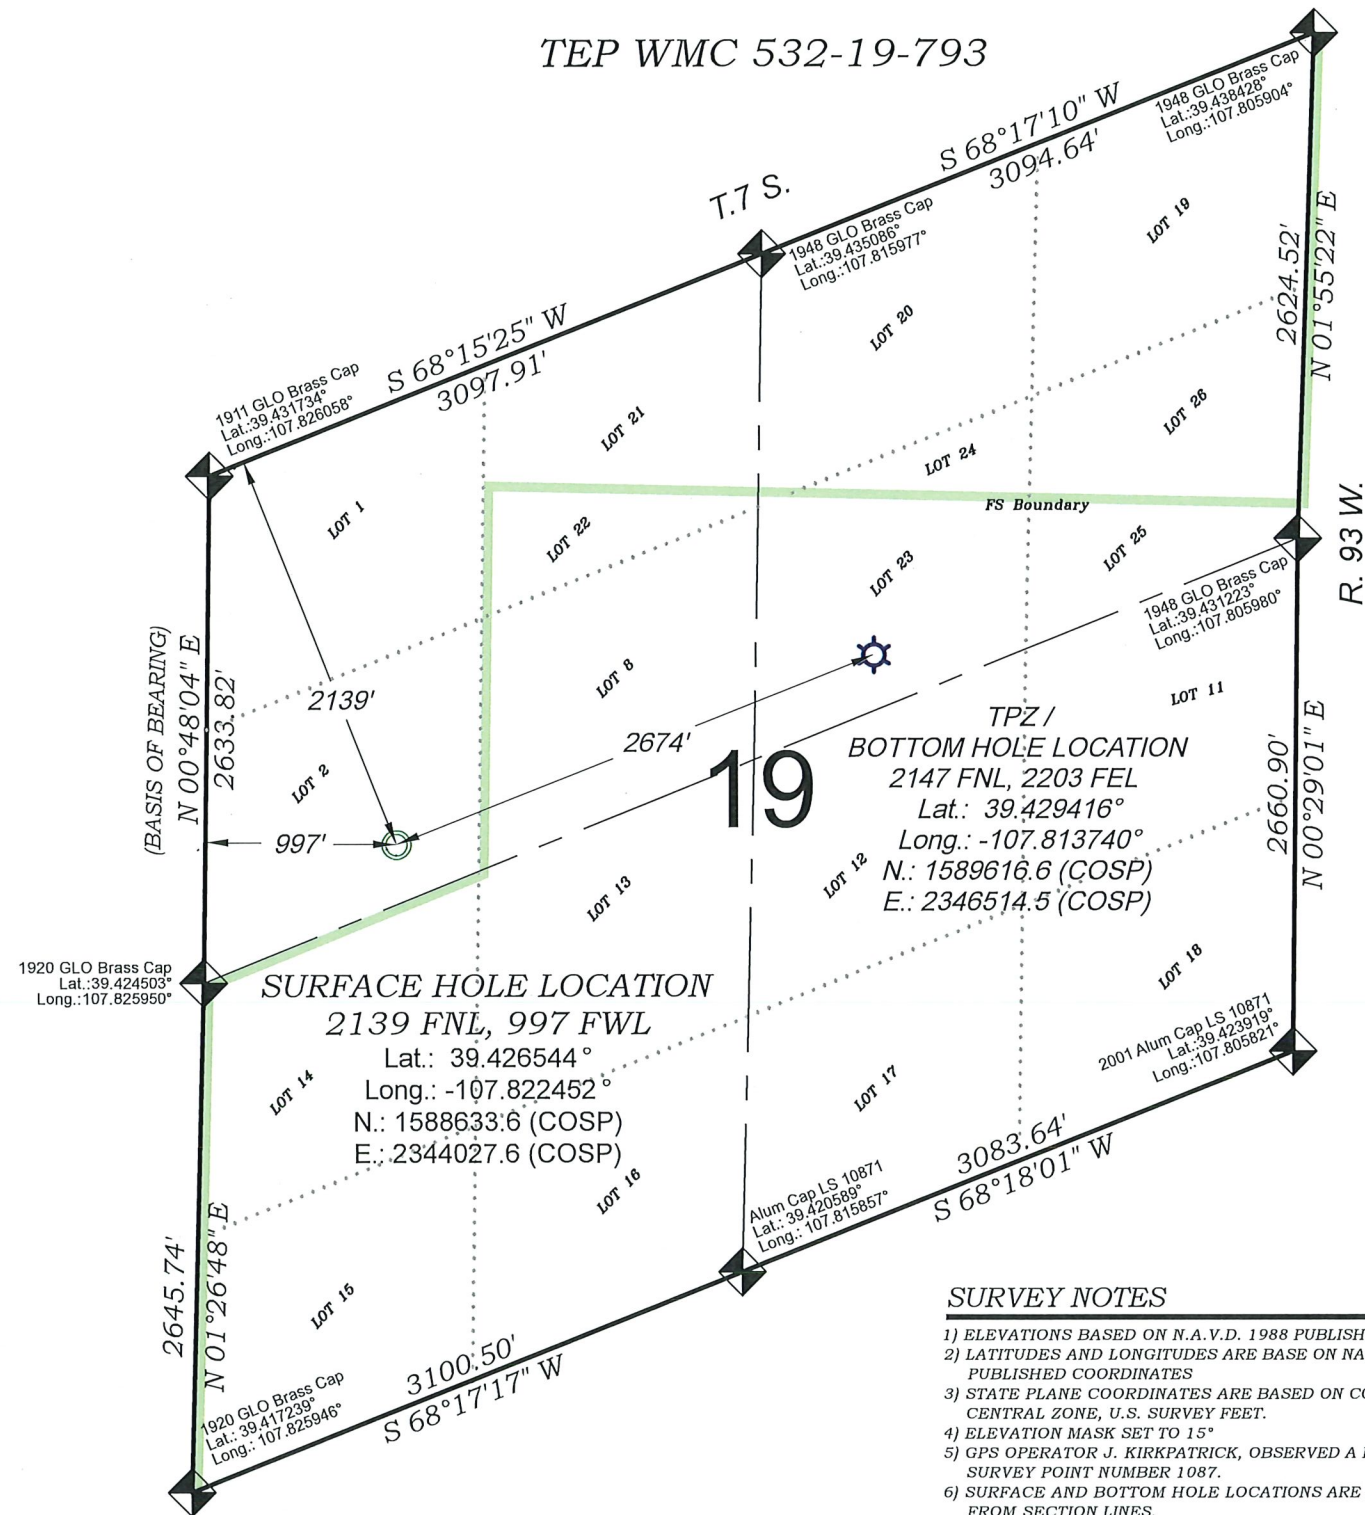 TEP WMC 532-19-793
1948 GLO Brass Cap
Lat.:39.438428°
Long.:107.805904°
S 68°17'10" W
3094.64'
T.7 S.
1948 GLO Brass Cap
Lat.:39.435086°
Long.:107.815977°
LOT 19
2624.52'
N 01°55'22" E
LOT 20
S 68°15'25" W
3097.91'
1911 GLO Brass Cap
Lat.:39.431734°
Long.:107.826058°
LOT 21
LOT 26
LOT 24
LOT 1
FS Boundary
LOT 22
LOT 23
LOT 25
R. 93 W.
1948 GLO Brass Cap
Lat.:39.431223°
Long.:107.805980°
(BASIS OF BEARING)
N 00°48'04" E
2633.82'
2139'
LOT 8
LOT 11
2674'
19
TPZ /
BOTTOM HOLE LOCATION
2147 FNL, 2203 FEL
Lat.: 39.429416°
Long.: -107.813740°
N.: 1589616.6 (COSP)
E.: 2346514.5 (COSP)
2660.90'
N 00°29'01" E
LOT 2
997'
LOT 13
LOT 12
1920 GLO Brass Cap
Lat.:39.424503°
Long.:107.825950°
SURFACE HOLE LOCATION
2139 FNL, 997 FWL
Lat.: 39.426544°
Long.: -107.822452°
N.: 1588633.6 (COSP)
E.: 2344027.6 (COSP)
LOT 18
2001 Alum Cap LS 10871
Lat.:39.423919°
Long.:107.805821°
LOT 14
LOT 17
3083.64'
S 68°18'01" W
LOT 16
Alum Cap LS 10871
Lat.: 39.420589°
Long.: 107.815857°
2645.74'
N 01°26'48" E
LOT 15
3100.50'
S 68°17'17" W
1920 GLO Brass Cap
Lat.: 39.417239°
Long.: 107.825946°
SURVEY NOTES
1) ELEVATIONS BASED ON N.A.V.D. 1988 PUBLISH
2) LATITUDES AND LONGITUDES ARE BASE ON NA
PUBLISHED COORDINATES
3) STATE PLANE COORDINATES ARE BASED ON CO
CENTRAL ZONE, U.S. SURVEY FEET.
4) ELEVATION MASK SET TO 15°
5) GPS OPERATOR J. KIRKPATRICK, OBSERVED A
SURVEY POINT NUMBER 1087.
6) SURFACE AND BOTTOM HOLE LOCATIONS ARE
FROM SECTION LINES.